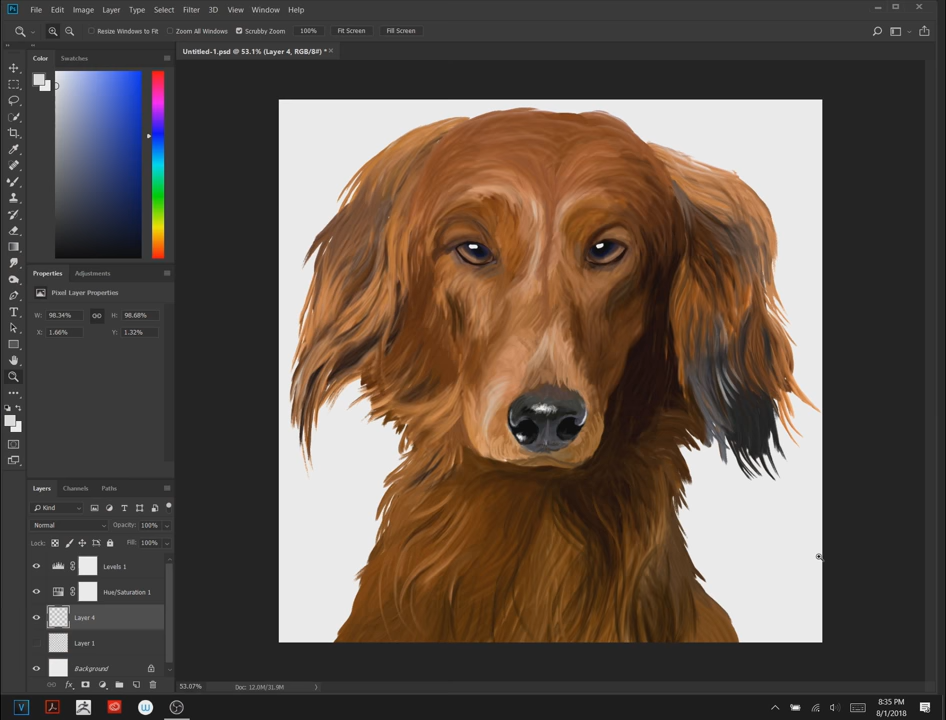 Ps File Edit Image Layer Type Select Filter 3D View Window Help
Resize Windows to Fit Zoom All Windows Scrubby Zoom 100% Fit Screen Fill Screen
Color Swatches
Untitled-1.psd @ 53.1% (Layer 4, RGB/8#) * ×
Properties Adjustments
Pixel Layer Properties
W: 98.34% H: 98.68%
X: 1.66% Y: 1.32%
T
Layers Channels Paths
Kind T
Normal Opacity: 100%
Lock: Fill: 100%
Levels 1
Hue/Saturation 1
Layer 4
Layer 1
Background
fx
53.07% Doc: 12.0M/31.9M
V W 8:35 PM
8/1/2018